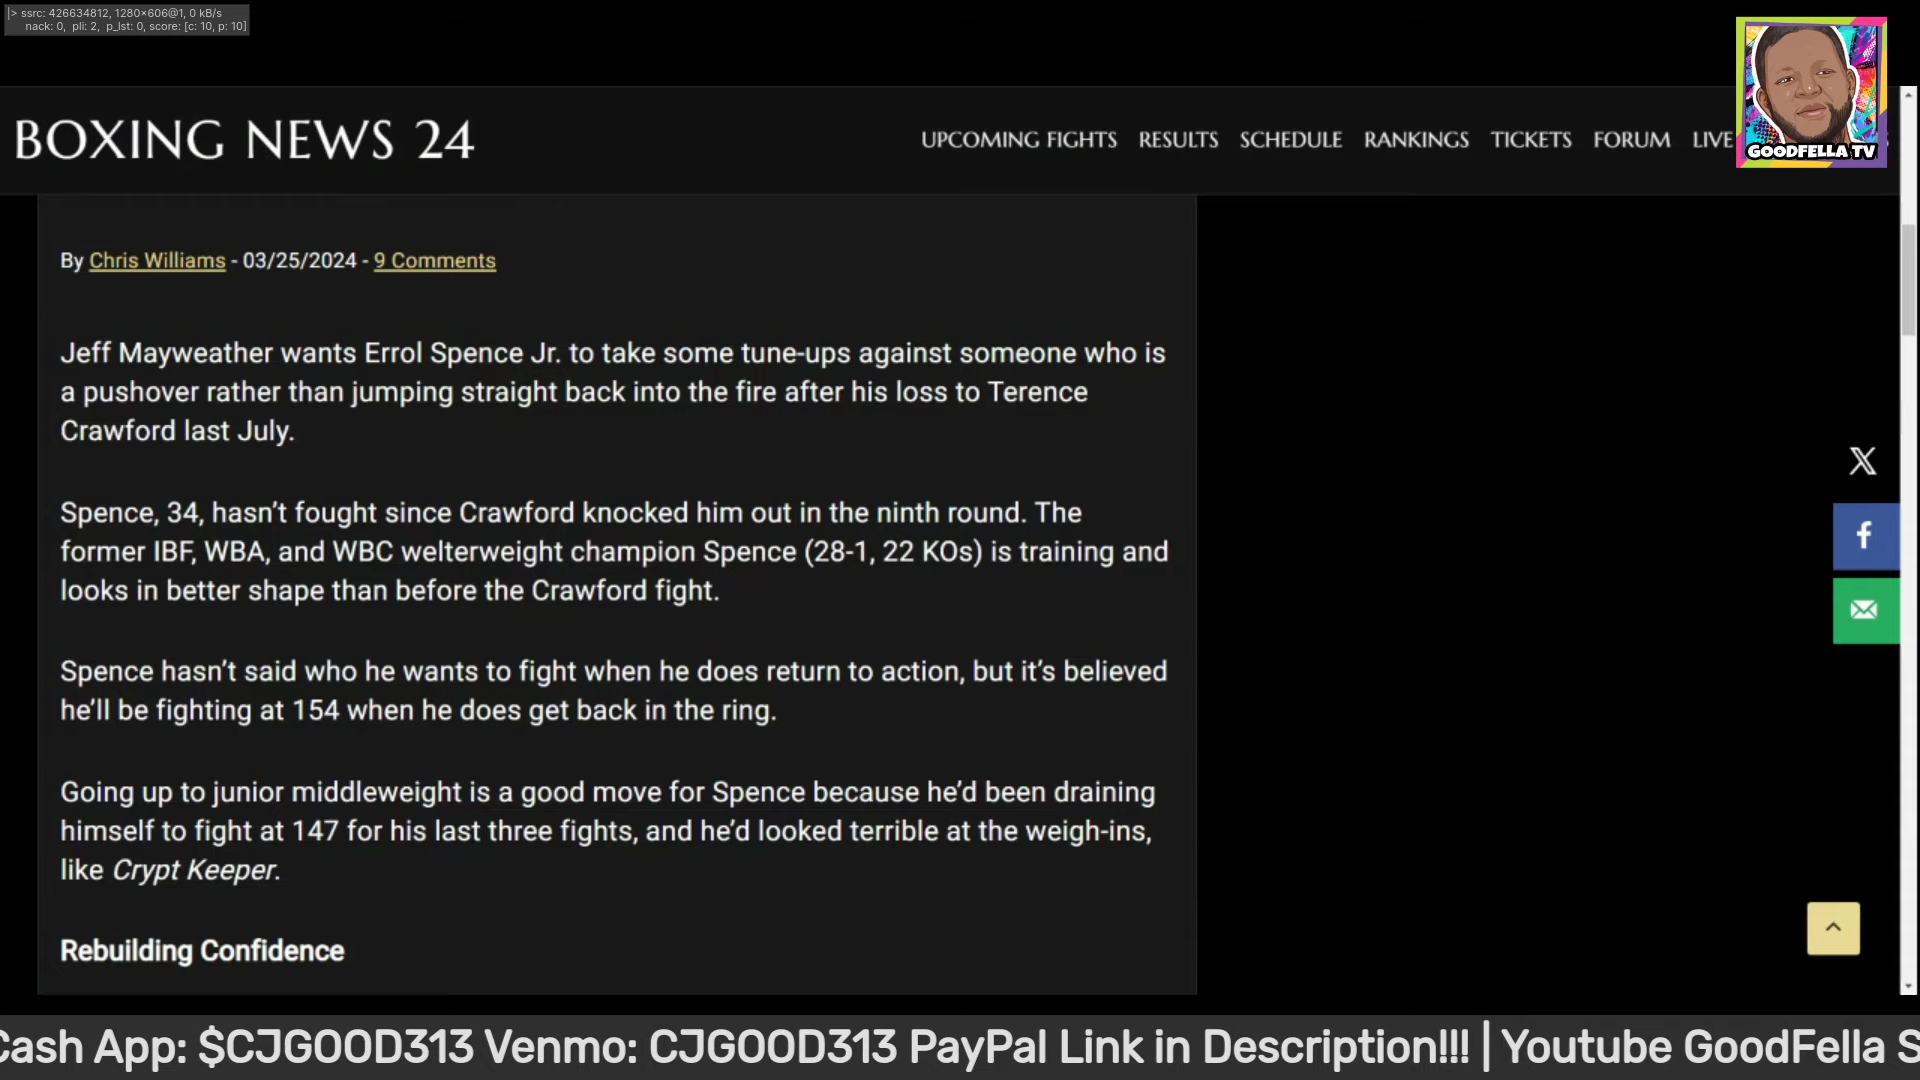 |> ssrc: 426634812, 1280×606@1, 0 kB/s
nack: 0, pli: 2, p_lst: 0, score: [c: 10, p: 10]
BOXING NEWS 24
UPCOMING FIGHTS RESULTS SCHEDULE RANKINGS TICKETS FORUM LIVE
GOODFELLA TV
By Chris Williams - 03/25/2024 - 9 Comments
Jeff Mayweather wants Errol Spence Jr. to take some tune-ups against someone who is
a pushover rather than jumping straight back into the fire after his loss to Terence
Crawford last July.
Spence, 34, hasn’t fought since Crawford knocked him out in the ninth round. The
former IBF, WBA, and WBC welterweight champion Spence (28-1, 22 KOs) is training and
looks in better shape than before the Crawford fight.
Spence hasn’t said who he wants to fight when he does return to action, but it’s believed
he’ll be fighting at 154 when he does get back in the ring.
Going up to junior middleweight is a good move for Spence because he’d been draining
himself to fight at 147 for his last three fights, and he’d looked terrible at the weigh-ins,
like Crypt Keeper.
Rebuilding Confidence
Cash App: $CJGOOD313 Venmo: CJGOOD313 PayPal Link in Description!!! | Youtube GoodFella S